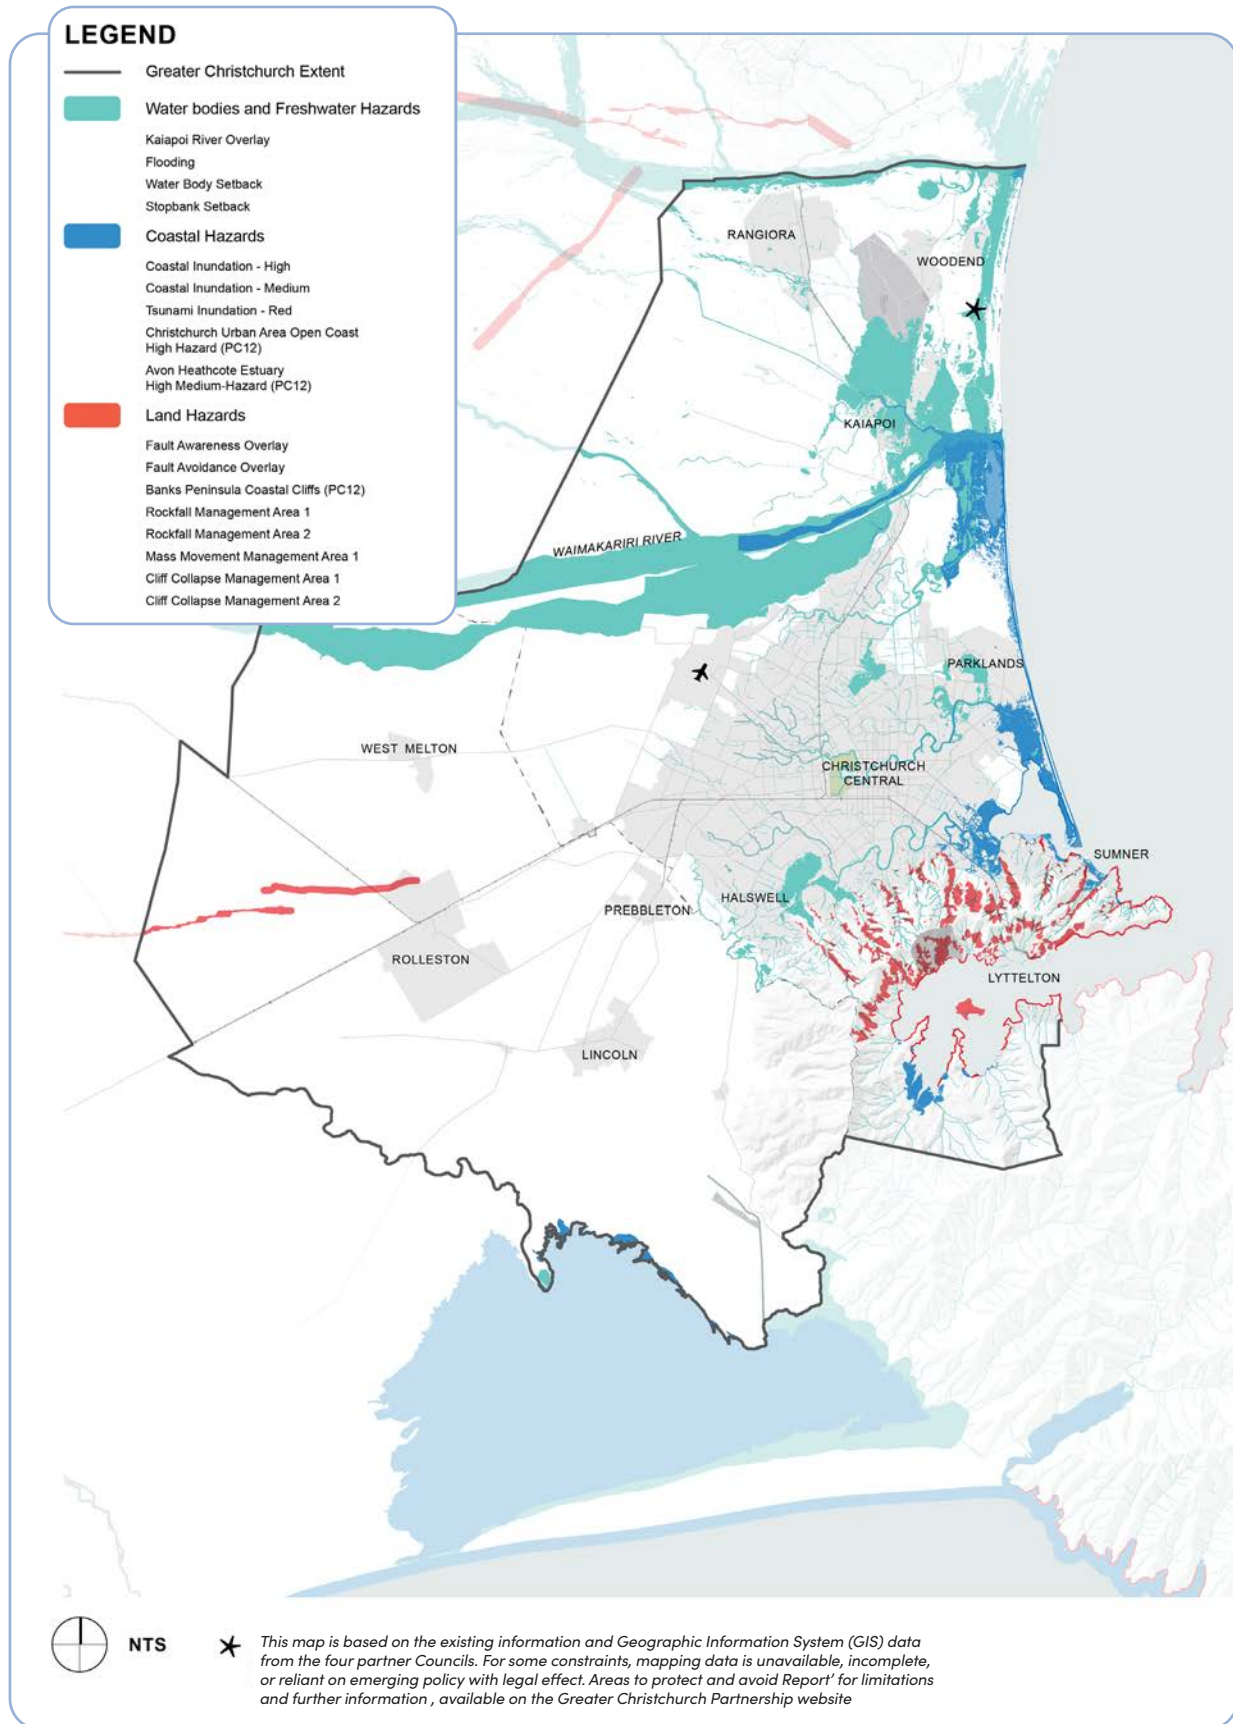 LEGEND
Greater Christchurch Extent
Water bodies and Freshwater Hazards
Kaiapoi River Overlay
Flooding
Water Body Setback
Stopbank Setback
Coastal Hazards
Coastal Inundation - High
Coastal Inundation - Medium
Tsunami Inundation - Red
Christchurch Urban Area Open Coast
High Hazard (PC12)
Avon Heathcote Estuary
High Medium-Hazard (PC12)
Land Hazards
Fault Awareness Overlay
Fault Avoidance Overlay
Banks Peninsula Coastal Cliffs (PC12)
Rockfall Management Area 1
Rockfall Management Area 2
Mass Movement Management Area 1
Cliff Collapse Management Area 1
Cliff Collapse Management Area 2
RANGIORA
WOODEND
KAIAPOI
WAIMAKARIRI RIVER
PARKLANDS
WEST MELTON
CHRISTCHURCH
CENTRAL
SUMNER
HALSWELL
PREBBLETON
ROLLESTON
LYTTELTON
LINCOLN
NTS
This map is based on the existing information and Geographic Information System (GIS) data
from the four partner Councils. For some constraints, mapping data is unavailable, incomplete,
or reliant on emerging policy with legal effect. Areas to protect and avoid Report’ for limitations
and further information , available on the Greater Christchurch Partnership website